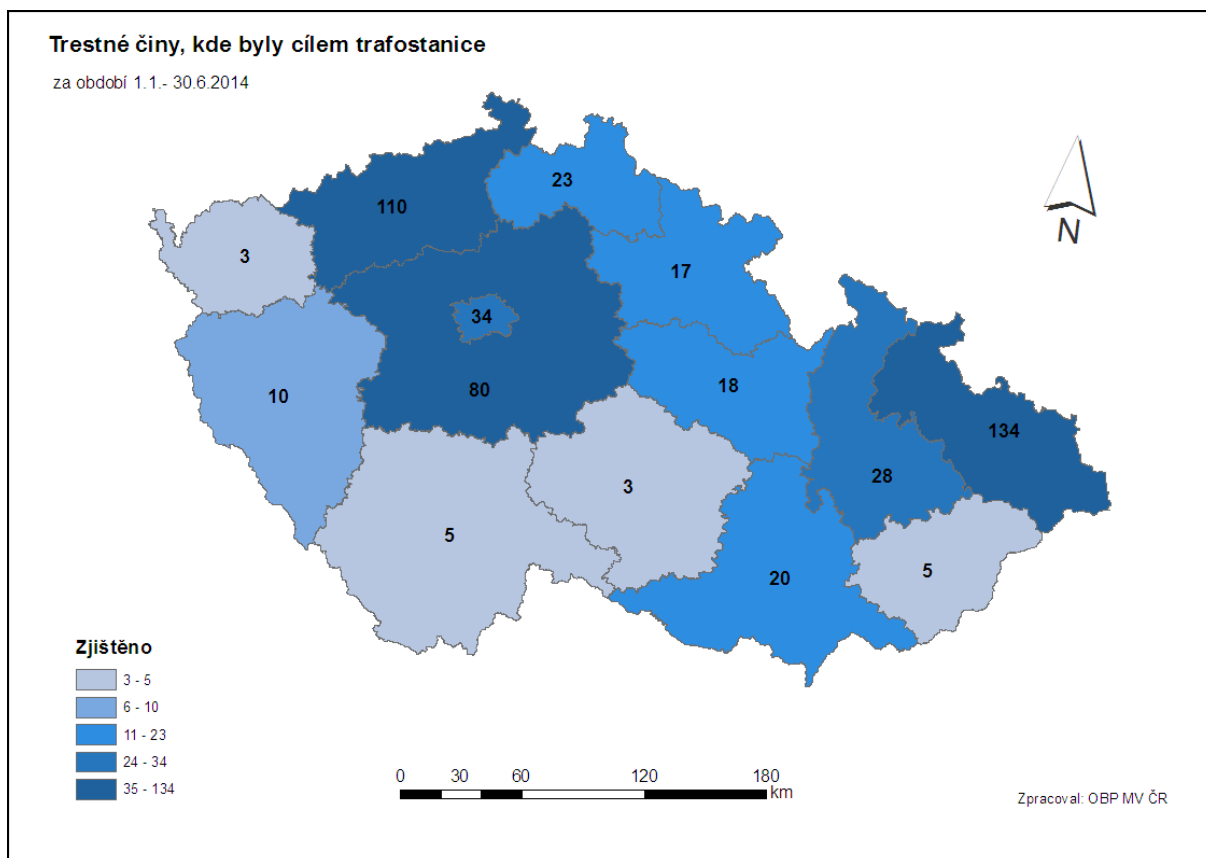 Trestné činy, kde byly cílem trafostanice
za období 1.1.- 30.6.2014
23
110
3
17
34
10
80
18
134
28
3
5
5
20
N
Zjištěno
3 - 5
6 - 10
11 - 23
24 - 34
35 - 134
0 30 60 120 180
km
Zpracoval: OBP MV ČR